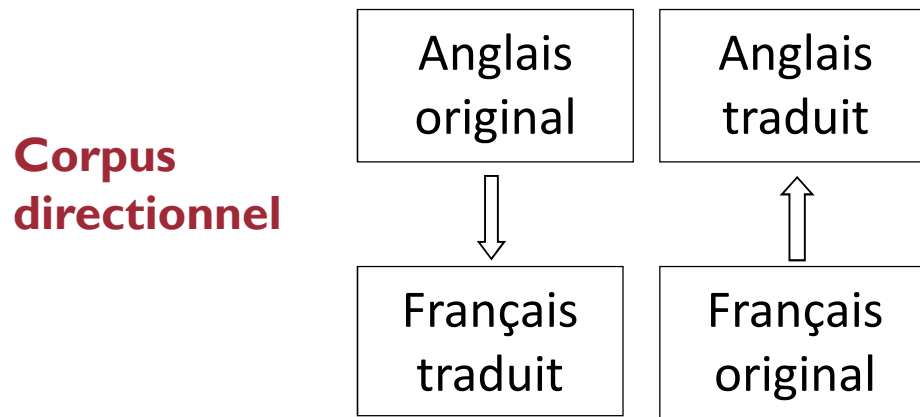 Corpus
directionnel
Anglais
original
Anglais
traduit
Français
traduit
Français
original